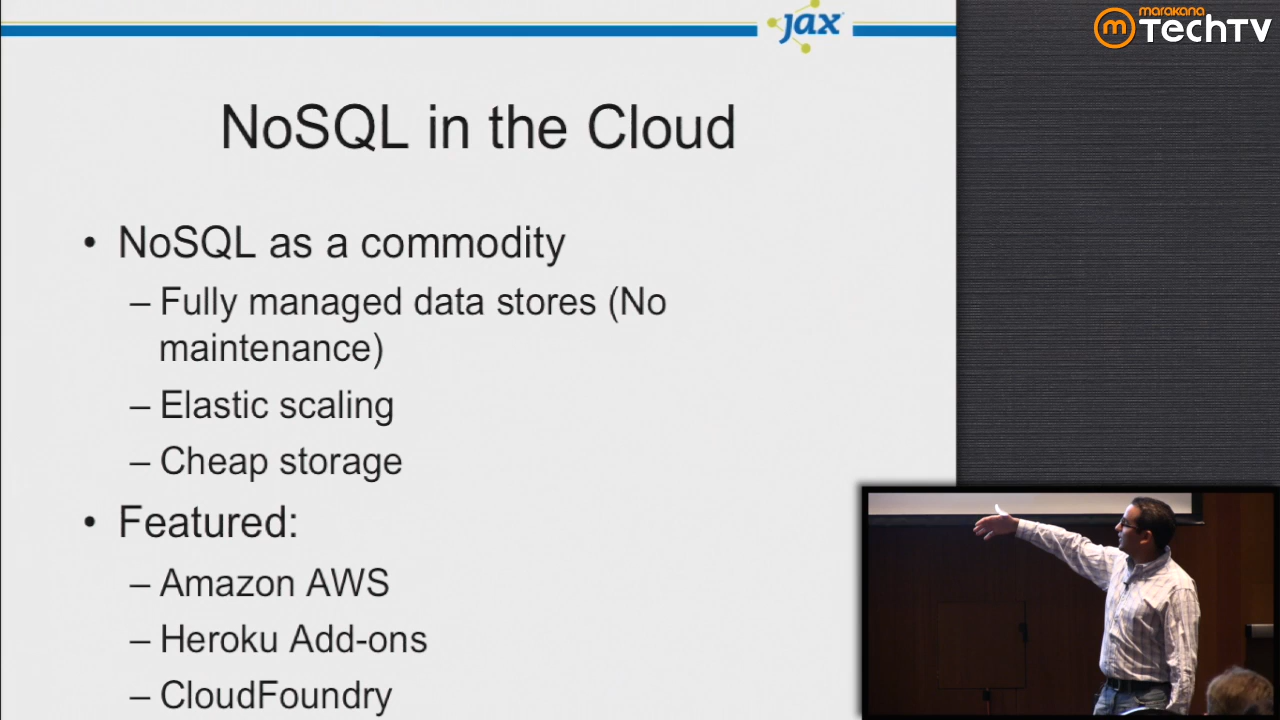 jax
marakana
m TechTV
NoSQL in the Cloud
• NoSQL as a commodity
– Fully managed data stores (No
maintenance)
– Elastic scaling
– Cheap storage
• Featured:
– Amazon AWS
– Heroku Add-ons
– CloudFoundry